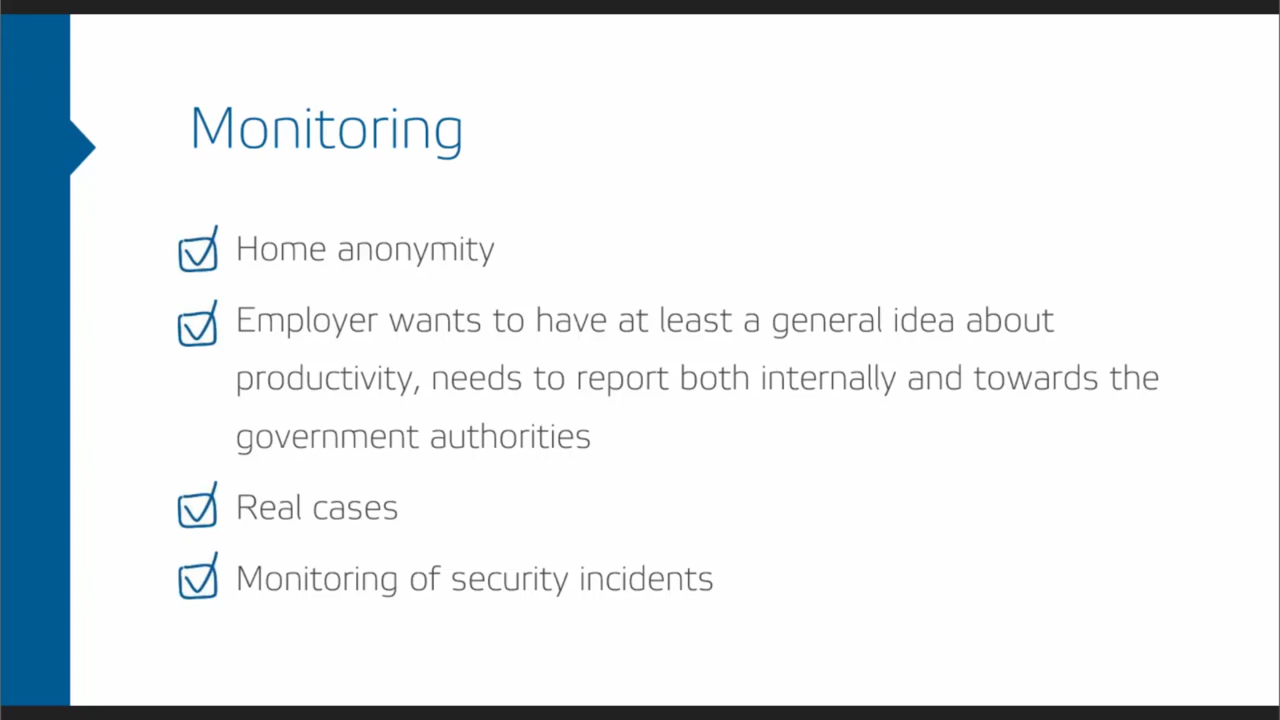 Monitoring
Home anonymity
Employer wants to have at least a general idea about
productivity, needs to report both internally and towards the
government authorities
Real cases
Monitoring of security incidents